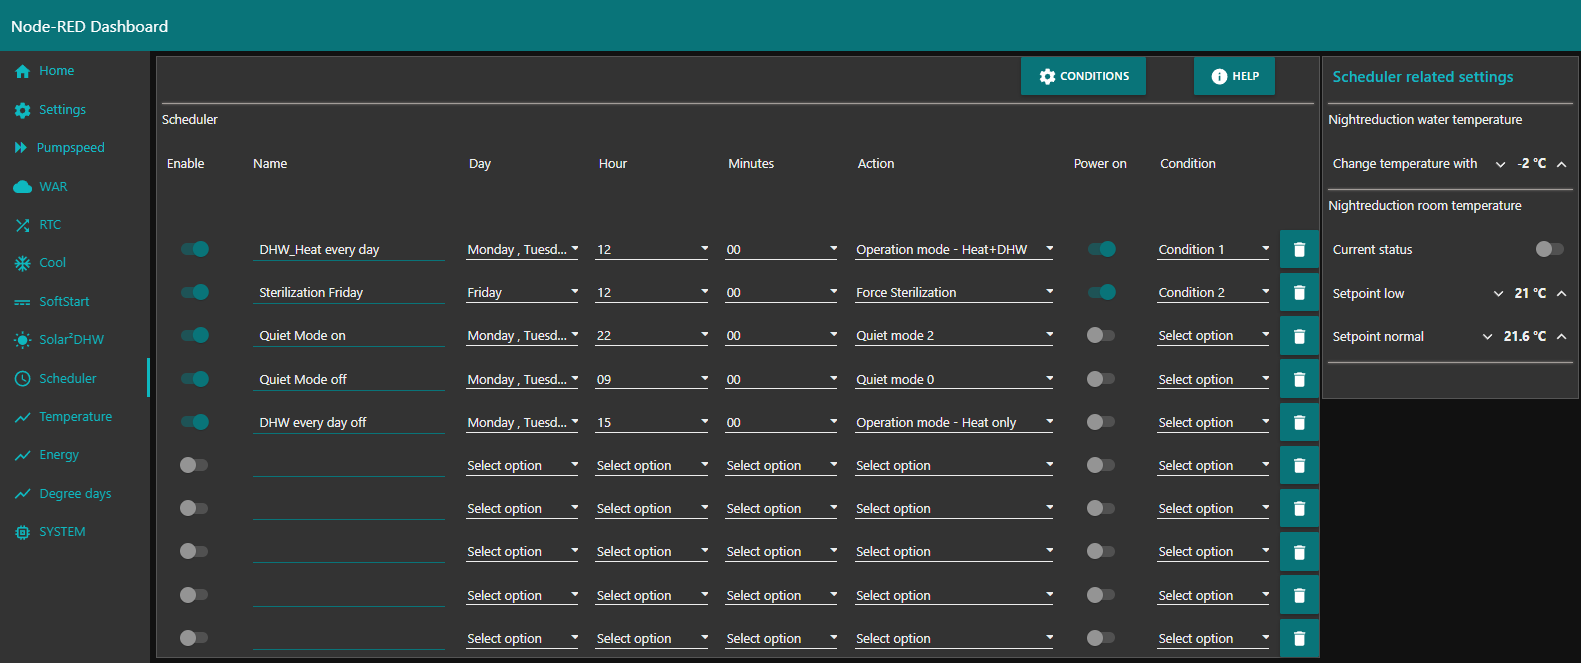 Node-RED Dashboard
Home
Settings
Pumpspeed
WAR
RTC
Cool
SoftStart
Solar²DHW
Scheduler
Temperature
Energy
Degree days
SYSTEM
CONDITIONS HELP
Scheduler
Enable Name Day Hour Minutes Action Power on Condition
DHW_Heat every day Monday , Tuesd... 12 00 Operation mode - Heat+DHW Condition 1
Sterilization Friday Friday 12 00 Force Sterilization Condition 2
Quiet Mode on Monday , Tuesd... 22 00 Quiet mode 2 Select option
Quiet Mode off Monday , Tuesd... 09 00 Quiet mode 0 Select option
DHW every day off Monday , Tuesd... 15 00 Operation mode - Heat only Select option
Select option Select option Select option Select option Select option
Select option Select option Select option Select option Select option
Select option Select option Select option Select option Select option
Select option Select option Select option Select option Select option
Select option Select option Select option Select option Select option
Scheduler related settings
Nightreduction water temperature
Change temperature with -2 °C
Nightreduction room temperature
Current status
Setpoint low 21 °C
Setpoint normal 21.6 °C